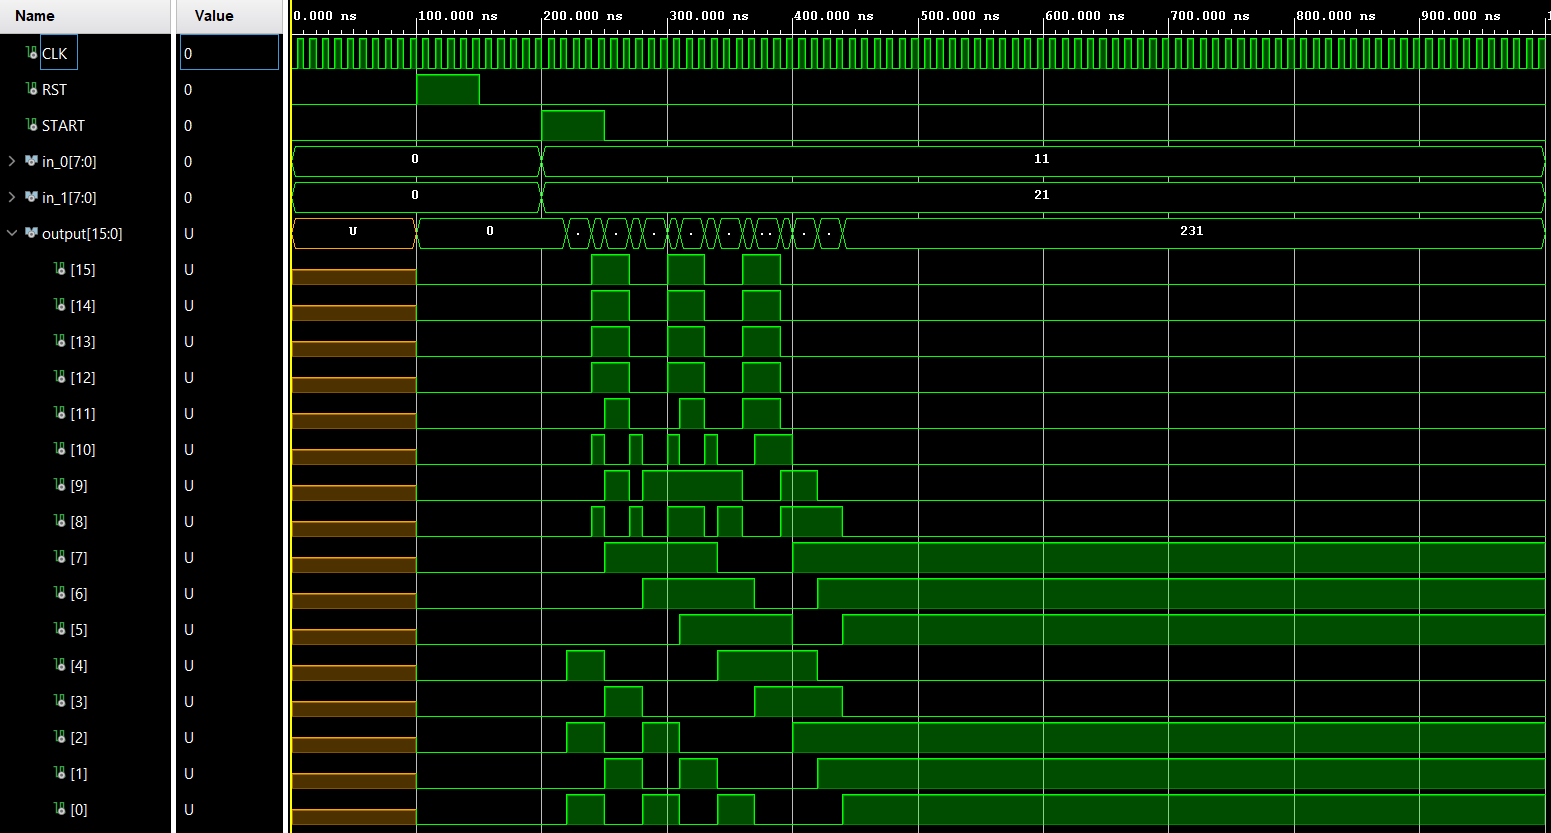 Name Value 0.000 ns 100.000 ns 200.000 ns 300.000 ns 400.000 ns 500.000 ns 600.000 ns 700.000 ns 800.000 ns 900.000 ns
CLK 0
RST 0
START 0
in_0[7:0] 0 0 11
in_1[7:0] 0 0 21
output[15:0] U U 0 . . . . . . . . . . 231
[15] U
[14] U
[13] U
[12] U
[11] U
[10] U
[9] U
[8] U
[7] U
[6] U
[5] U
[4] U
[3] U
[2] U
[1] U
[0] U